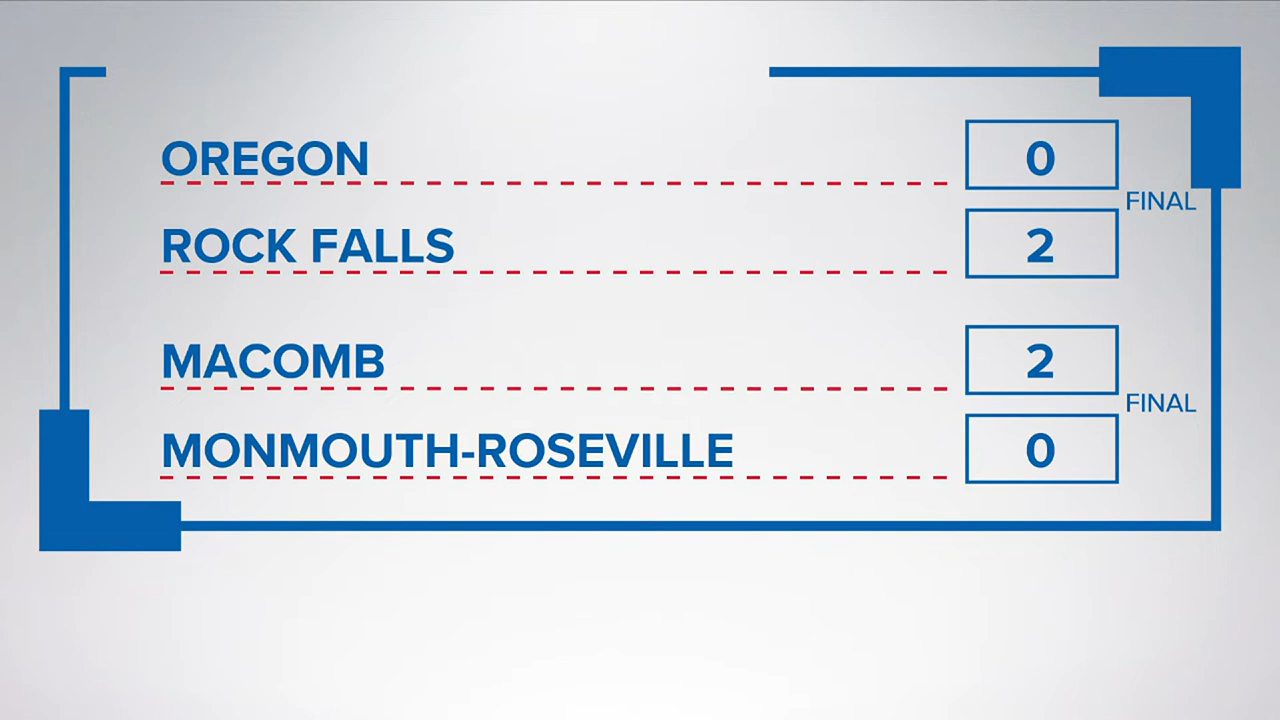 OREGON 0
FINAL
ROCK FALLS 2
MACOMB 2
FINAL
MONMOUTH-ROSEVILLE 0